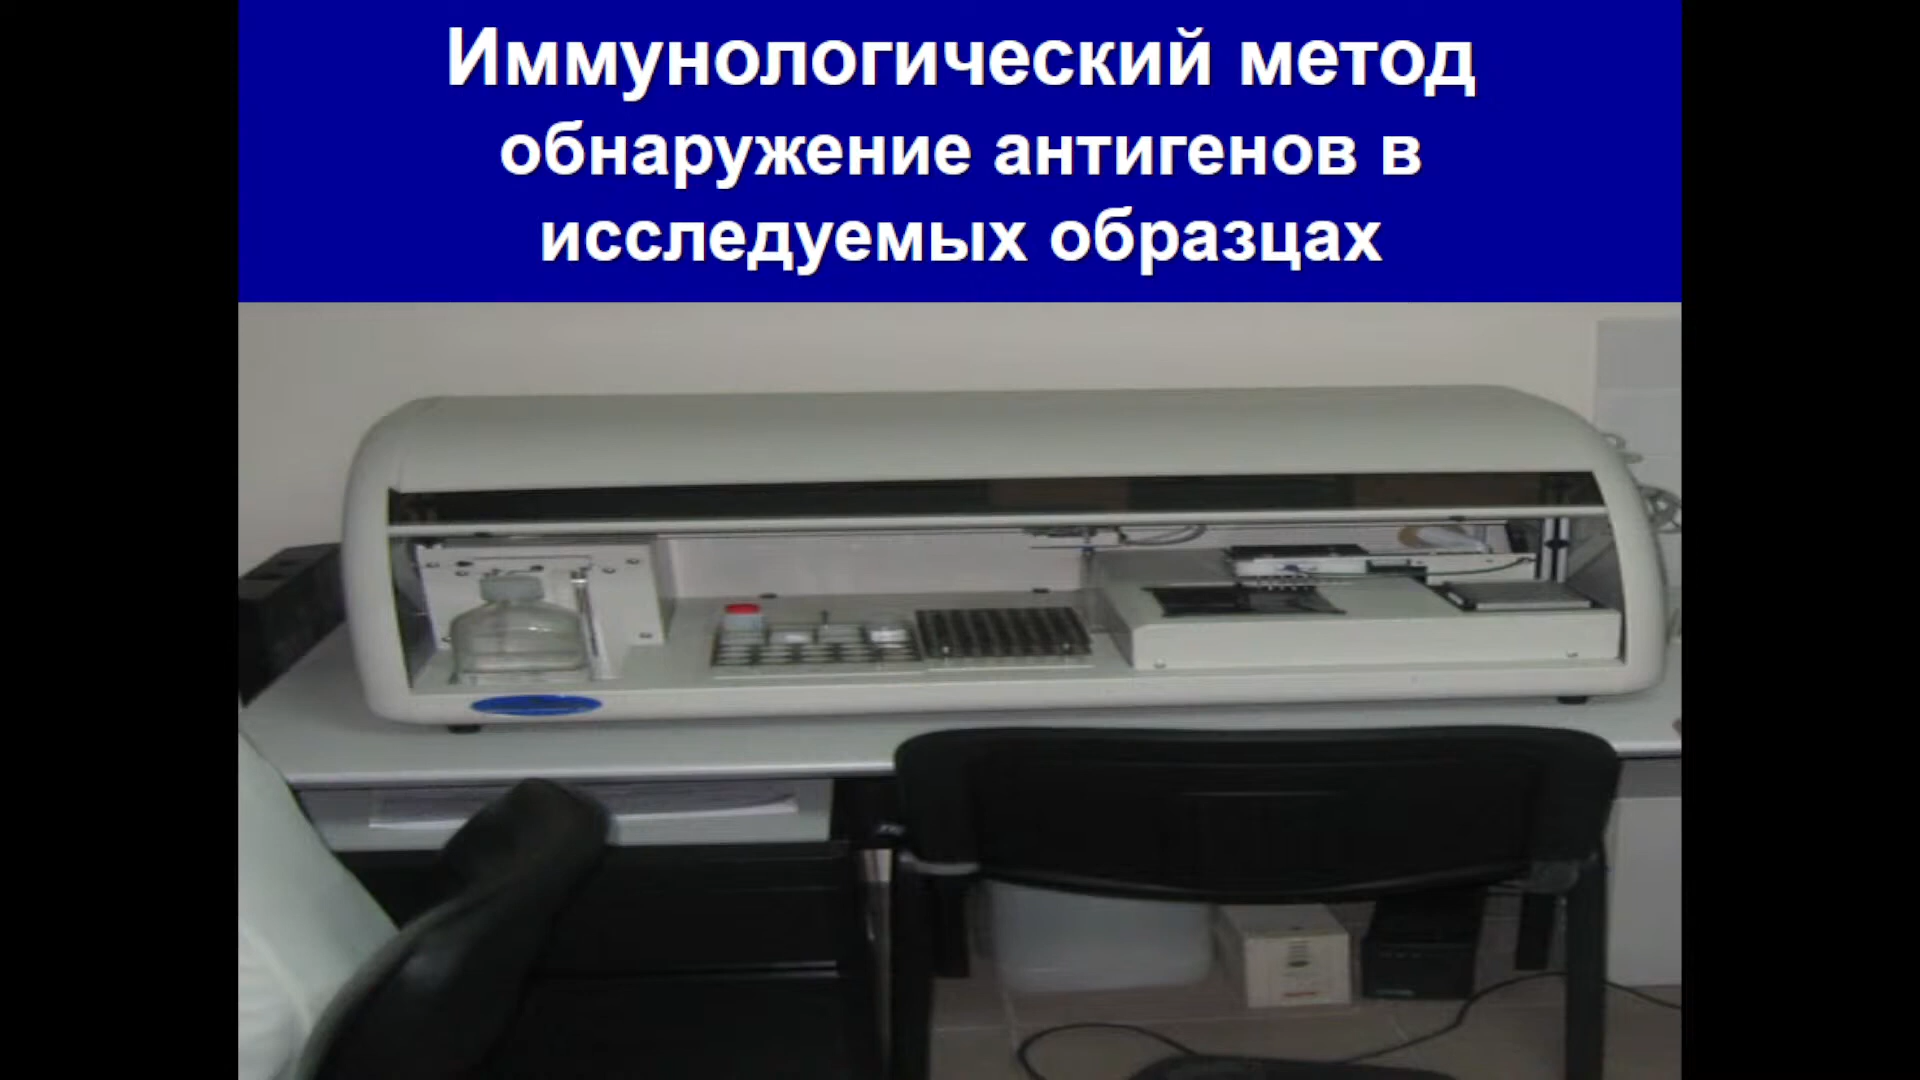 Иммунологический метод
обнаружение антигенов в
исследуемых образцах